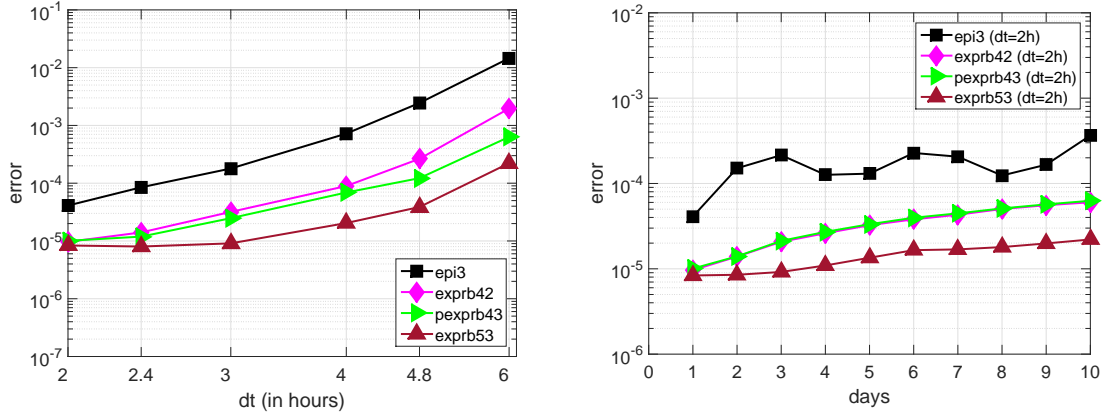 10^-1
10^-2
10^-3
10^-4
10^-5
10^-6
10^-7
error
2 2.4 3 4 4.8 6
dt (in hours)
epi3
exprb42
pexprb43
exprb53
10^-2
10^-3
10^-4
10^-5
10^-6
error
0 1 2 3 4 5 6 7 8 9 10
days
epi3 (dt=2h)
exprb42 (dt=2h)
pexprb43 (dt=2h)
exprb53 (dt=2h)